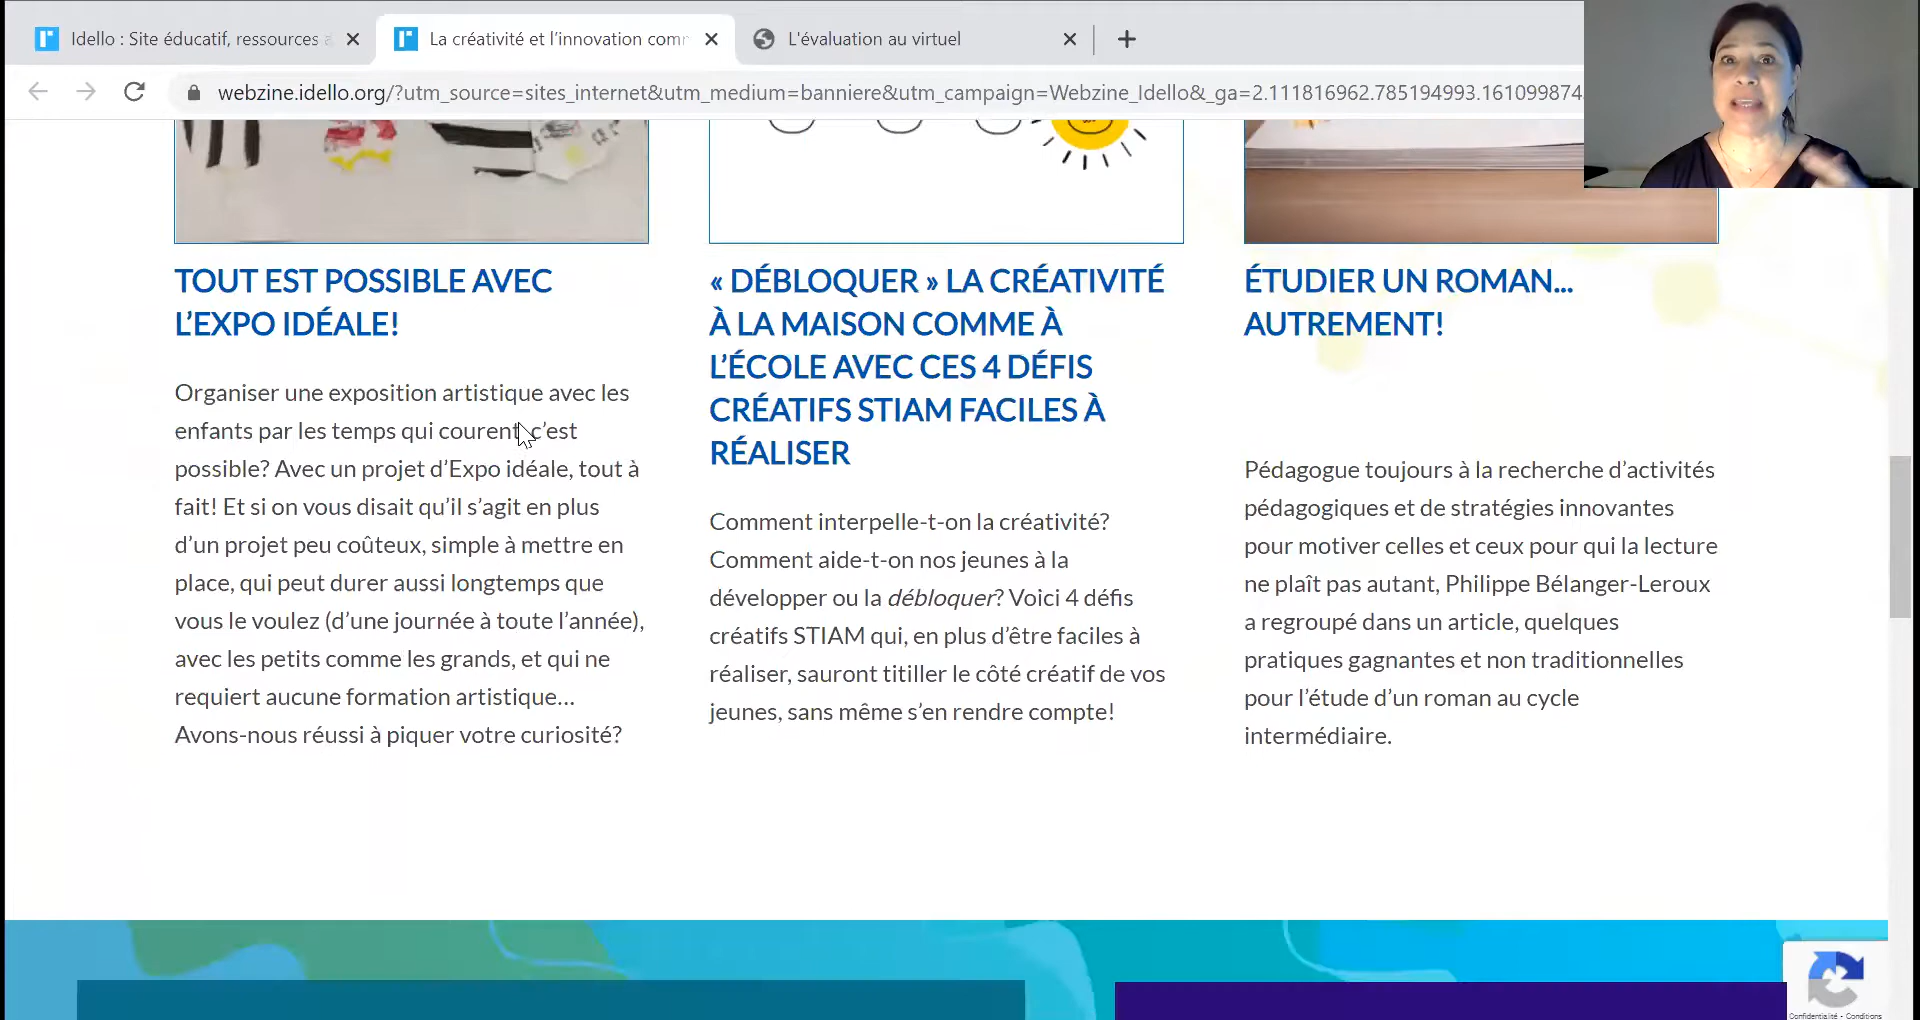 Idello : Site éducatif, ressources
La créativité et l'innovation com
L'évaluation au virtuel
webzine.idello.org/?utm_source=sites_internet&utm_medium=banniere&utm_campaign=Webzine_Idello&_ga=2.111816962.785194993.161099874
TOUT EST POSSIBLE AVEC
L'EXPO IDÉALE!
Organiser une exposition artistique avec les
enfants par les temps qui courent, c'est
possible? Avec un projet d'Expo idéale, tout à
fait! Et si on vous disait qu'il s'agit en plus
d'un projet peu coûteux, simple à mettre en
place, qui peut durer aussi longtemps que
vous le voulez (d'une journée à toute l'année),
avec les petits comme les grands, et qui ne
requiert aucune formation artistique...
Avons-nous réussi à piquer votre curiosité?
« DÉBLOQUER » LA CRÉATIVITÉ
À LA MAISON COMME À
L'ÉCOLE AVEC CES 4 DÉFIS
CRÉATIFS STIAM FACILES À
RÉALISER
Comment interpelle-t-on la créativité?
Comment aide-t-on nos jeunes à la
développer ou la débloquer? Voici 4 défis
créatifs STIAM qui, en plus d'être faciles à
réaliser, sauront titiller le côté créatif de vos
jeunes, sans même s'en rendre compte!
ÉTUDIER UN ROMAN...
AUTREMENT!
Pédagogue toujours à la recherche d'activités
pédagogiques et de stratégies innovantes
pour motiver celles et ceux pour qui la lecture
ne plaît pas autant, Philippe Bélanger-Leroux
a regroupé dans un article, quelques
pratiques gagnantes et non traditionnelles
pour l'étude d'un roman au cycle
intermédiaire.
Confidentialité • Conditions